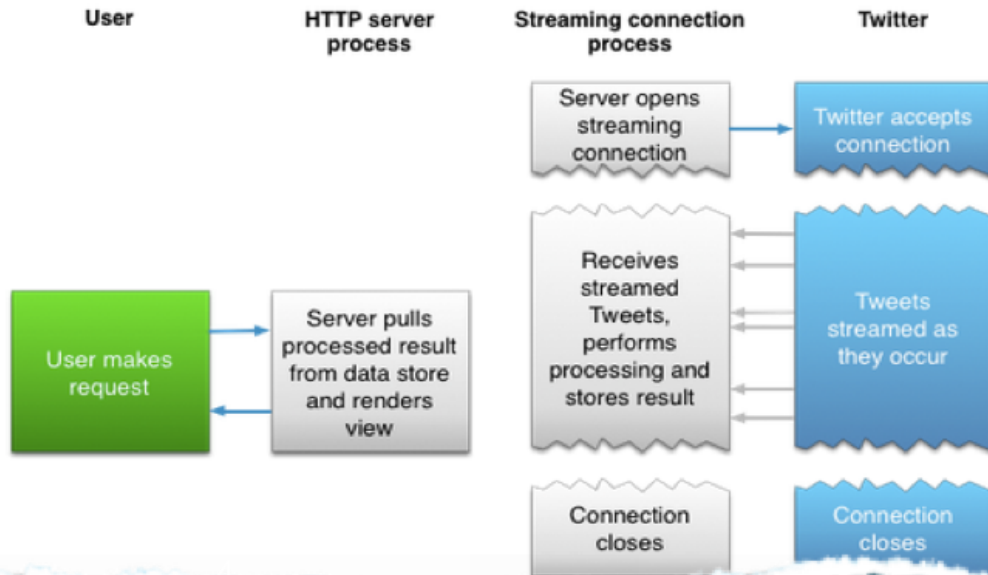 User
HTTP server
process
Streaming connection
process
Twitter
Server opens
streaming
connection
Twitter accepts
connection
User makes
request
Server pulls
processed result
from data store
and renders
view
Receives
streamed
Tweets,
performs
processing and
stores result
Tweets
streamed as
they occur
Connection
closes
Connection
closes